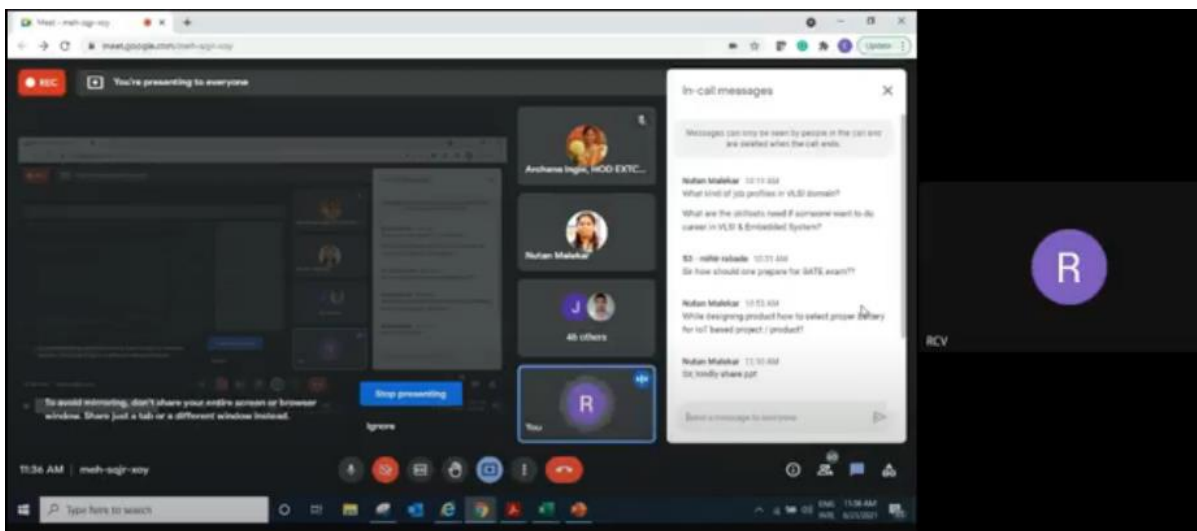 Meet - meh-sqjr-xoy
meet.google.com/meh-sqjr-xoy
Update
REC
You're presenting to everyone
In-call messages
Messages can only be seen by people in the call and
are deleted when the call ends.
Archana Ingle, HOD EXTC...
Nutan Malekar 10:11 AM
What kind of job profiles in VLSI domain?
What are the skillsets need if someone want to do
career in VLSI & Embedded System?
Nutan Malekar
53 - 10:31 AM
Sir how should one prepare for GATE exam??
J
46 others
Nutan Malekar 10:53 AM
While designing product how to select proper battery
for IoT based project / product?
R
RCV
Nutan Malekar
Sir, kindly share ppt
To avoid mirroring, don't share your entire screen or browser
window. Share just a tab or a different window instead.
Stop presenting
Ignore
R
You
Send a message to everyone
11:36 AM | meh-sqjr-xoy
Type here to search
ENG 11:36 AM